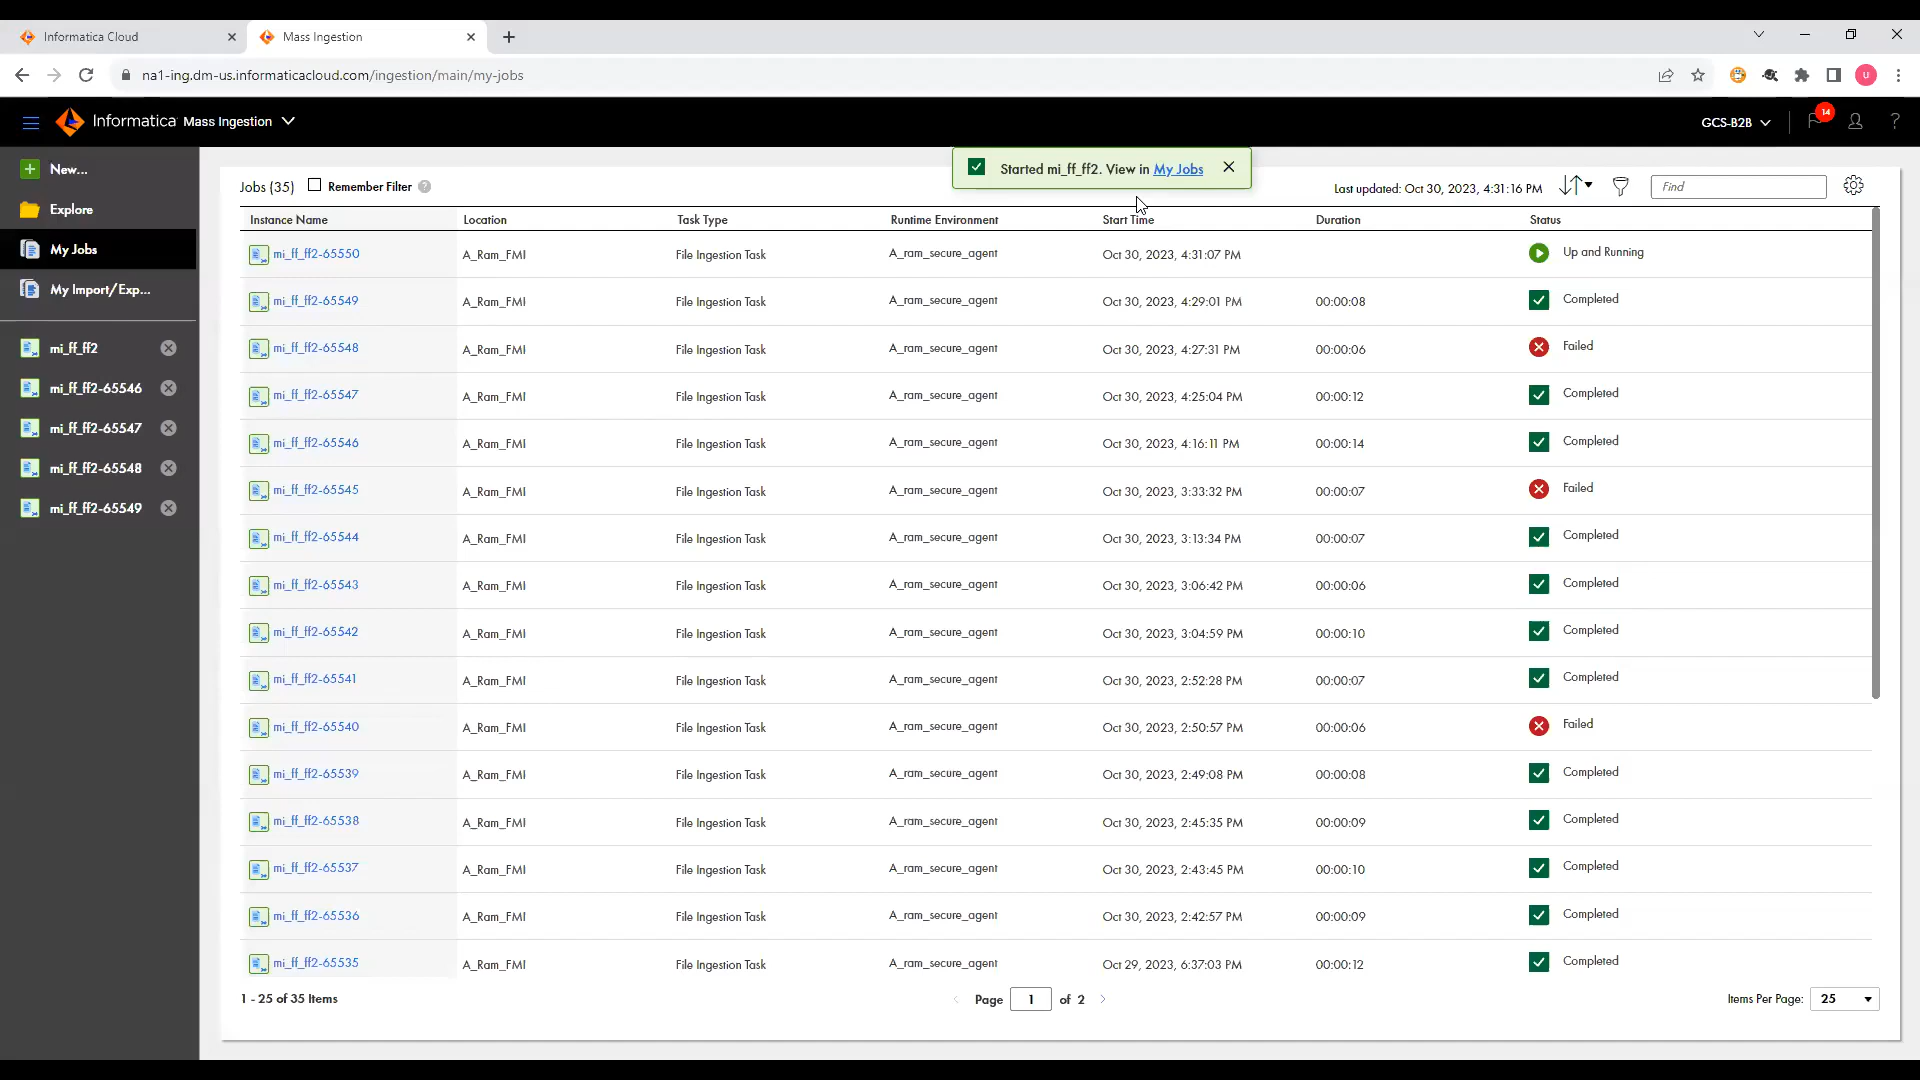 Informatica Cloud
Mass Ingestion
na1-ing.dm-us.informaticacloud.com/ingestion/main/my-jobs
U
Informatica Mass Ingestion
GCS-B2B
14
?
New...
Explore
My Jobs
My Import/Exp...
mi_ff_ff2
mi_ff_ff2-65546
mi_ff_ff2-65547
mi_ff_ff2-65548
mi_ff_ff2-65549
Started mi_ff_ff2. View in My Jobs
Jobs (35) Remember Filter ?
Last updated: Oct 30, 2023, 4:31:16 PM
Find
Instance Name Location Task Type Runtime Environment Start Time Duration Status
mi_ff_ff2-65550 A_Ram_FMI File Ingestion Task A_ram_secure_agent Oct 30, 2023, 4:31:07 PM Up and Running
mi_ff_ff2-65549 A_Ram_FMI File Ingestion Task A_ram_secure_agent Oct 30, 2023, 4:29:01 PM 00:00:08 Completed
mi_ff_ff2-65548 A_Ram_FMI File Ingestion Task A_ram_secure_agent Oct 30, 2023, 4:27:31 PM 00:00:06 Failed
mi_ff_ff2-65547 A_Ram_FMI File Ingestion Task A_ram_secure_agent Oct 30, 2023, 4:25:04 PM 00:00:12 Completed
mi_ff_ff2-65546 A_Ram_FMI File Ingestion Task A_ram_secure_agent Oct 30, 2023, 4:16:11 PM 00:00:14 Completed
mi_ff_ff2-65545 A_Ram_FMI File Ingestion Task A_ram_secure_agent Oct 30, 2023, 3:33:32 PM 00:00:07 Failed
mi_ff_ff2-65544 A_Ram_FMI File Ingestion Task A_ram_secure_agent Oct 30, 2023, 3:13:34 PM 00:00:07 Completed
mi_ff_ff2-65543 A_Ram_FMI File Ingestion Task A_ram_secure_agent Oct 30, 2023, 3:06:42 PM 00:00:06 Completed
mi_ff_ff2-65542 A_Ram_FMI File Ingestion Task A_ram_secure_agent Oct 30, 2023, 3:04:59 PM 00:00:10 Completed
mi_ff_ff2-65541 A_Ram_FMI File Ingestion Task A_ram_secure_agent Oct 30, 2023, 2:52:28 PM 00:00:07 Completed
mi_ff_ff2-65540 A_Ram_FMI File Ingestion Task A_ram_secure_agent Oct 30, 2023, 2:50:57 PM 00:00:06 Failed
mi_ff_ff2-65539 A_Ram_FMI File Ingestion Task A_ram_secure_agent Oct 30, 2023, 2:49:08 PM 00:00:08 Completed
mi_ff_ff2-65538 A_Ram_FMI File Ingestion Task A_ram_secure_agent Oct 30, 2023, 2:45:35 PM 00:00:09 Completed
mi_ff_ff2-65537 A_Ram_FMI File Ingestion Task A_ram_secure_agent Oct 30, 2023, 2:43:45 PM 00:00:10 Completed
mi_ff_ff2-65536 A_Ram_FMI File Ingestion Task A_ram_secure_agent Oct 30, 2023, 2:42:57 PM 00:00:09 Completed
mi_ff_ff2-65535 A_Ram_FMI File Ingestion Task A_ram_secure_agent Oct 29, 2023, 6:37:03 PM 00:00:12 Completed
1 - 25 of 35 Items
Page 1 of 2
Items Per Page: 25